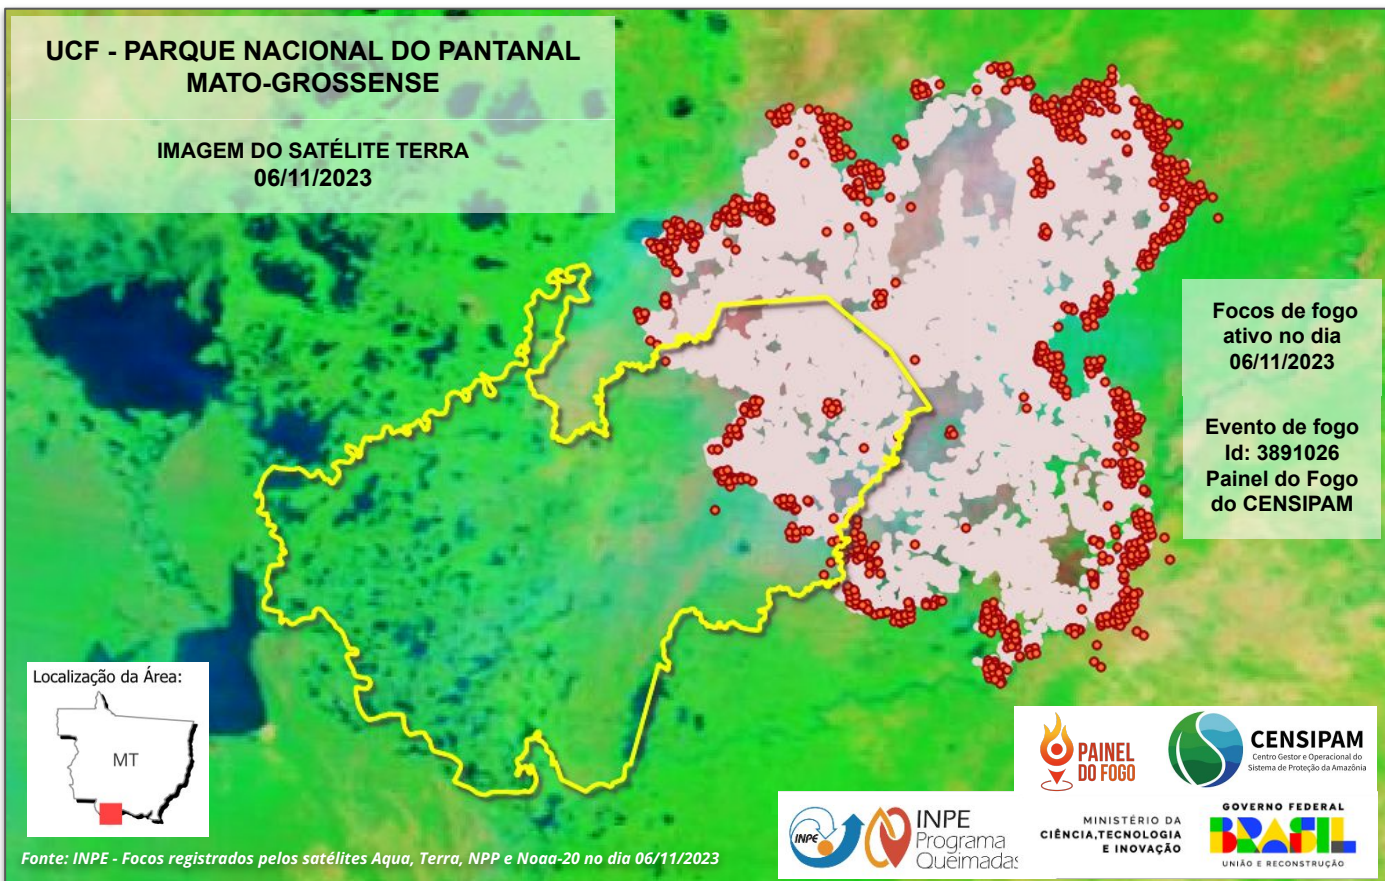 UCF - PARQUE NACIONAL DO PANTANAL
MATO-GROSSENSE
IMAGEM DO SATÉLITE TERRA
06/11/2023
Focos de fogo
ativo no dia
06/11/2023
Evento de fogo
Id: 3891026
Painel do Fogo
do CENSIPAM
Localização da Área:
MT
PAINEL
DO FOGO
CENSIPAM
Centro Gestor e Operacional do
Sistema de Proteção da Amazônia
INPE
INPE
Programa
Queimadas
MINISTÉRIO DA
CIÊNCIA,TECNOLOGIA
E INOVAÇÃO
GOVERNO FEDERAL
BRASIL
UNIÃO E RECONSTRUÇÃO
Fonte: INPE - Focos registrados pelos satélites Aqua, Terra, NPP e Noaa-20 no dia 06/11/2023